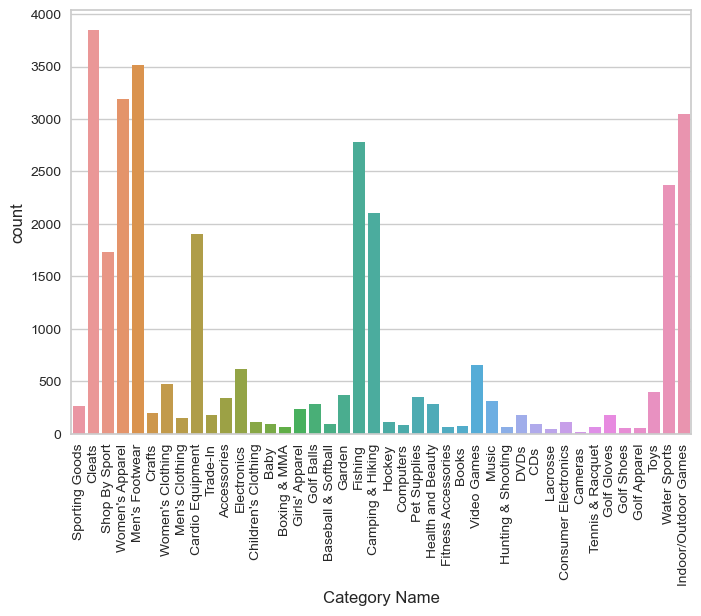 4000
3500
3000
2500
2000
1500
1000
500
0
count
Sporting Goods
Cleats
Shop By Sport
Women's Apparel
Men's Footwear
Crafts
Women's Clothing
Men's Clothing
Cardio Equipment
Trade-In
Accessories
Electronics
Children's Clothing
Baby
Boxing & MMA
Girls' Apparel
Golf Balls
Baseball & Softball
Garden
Fishing
Camping & Hiking
Hockey
Computers
Pet Supplies
Health and Beauty
Fitness Accessories
Books
Video Games
Music
Hunting & Shooting
DVDs
CDs
Lacrosse
Consumer Electronics
Cameras
Tennis & Racquet
Golf Gloves
Golf Shoes
Golf Apparel
Toys
Water Sports
Indoor/Outdoor Games
Category Name